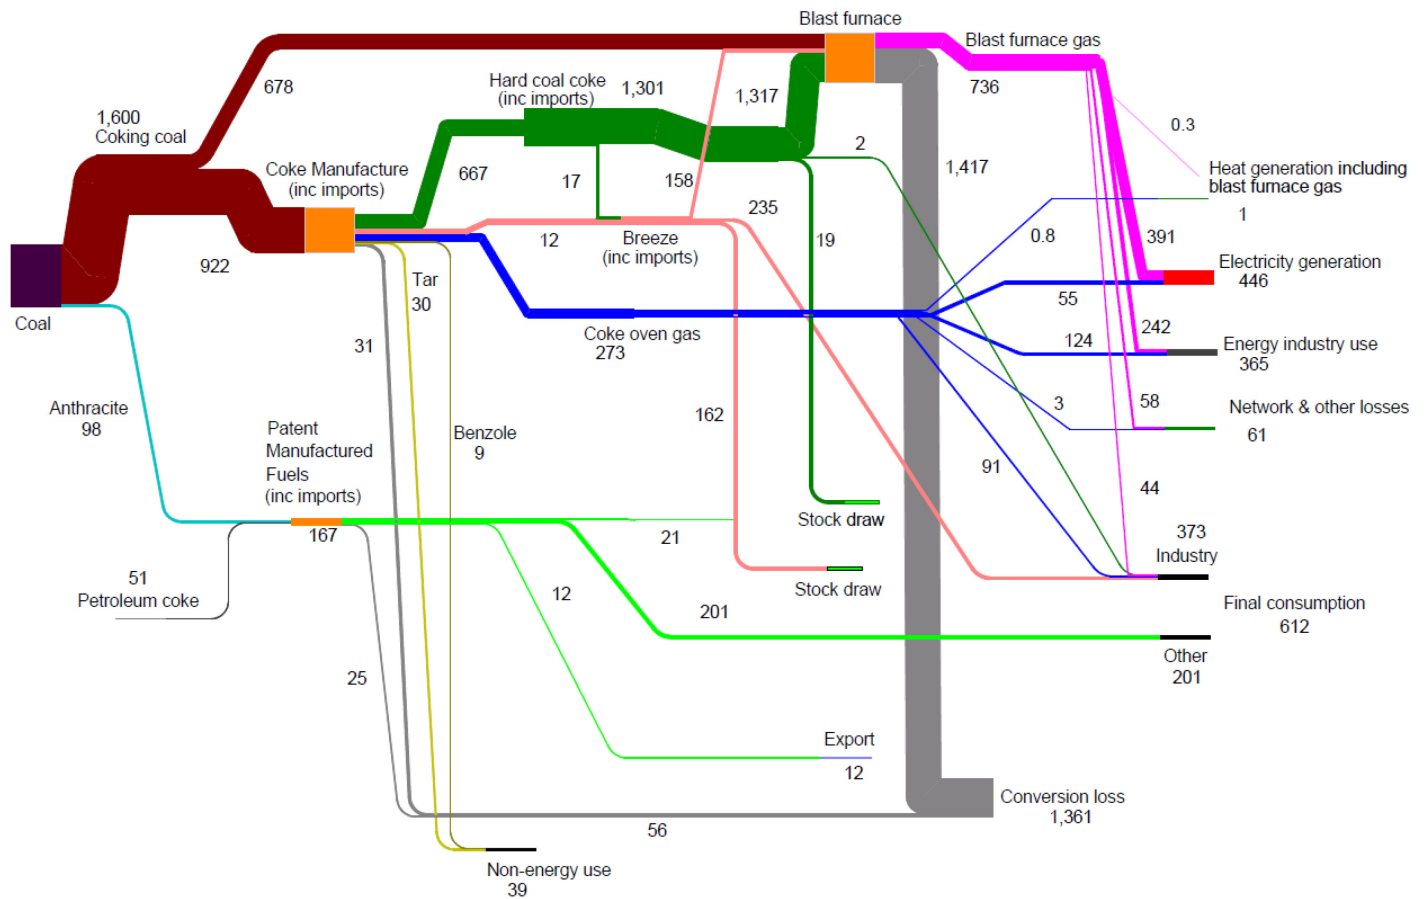 Blast furnace
Blast furnace gas
678
Hard coal coke
(inc imports)
1,301
1,317
736
1,600
Coking coal
0.3
2
1,417
Coke Manufacture
(inc imports)
667
17
158
Heat generation including
blast furnace gas
1
235
12
Breeze
(inc imports)
19
0.8
391
922
Tar
30
Electricity generation
446
55
Coal
Coke oven gas
273
31
124
242
Energy industry use
365
Anthracite
98
162
3
58
Network & other losses
61
Patent
Manufactured
Fuels
(inc imports)
Benzole
9
91
44
167
21
Stock draw
373
Industry
51
Petroleum coke
12
Stock draw
201
Final consumption
612
Other
201
25
Export
12
Conversion loss
1,361
56
Non-energy use
39